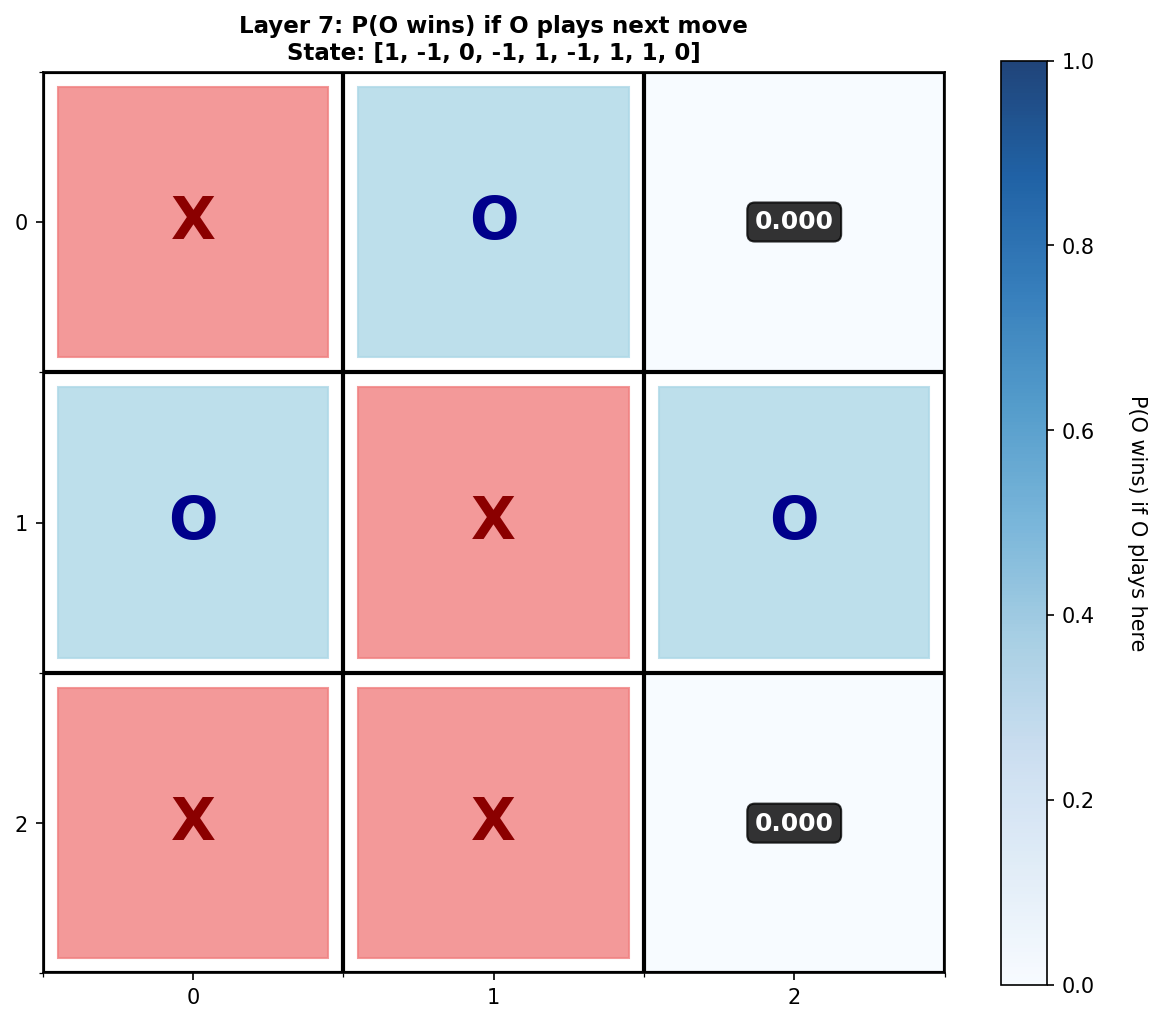 Layer 7: P(O wins) if O plays next move
State: [1, -1, 0, -1, 1, -1, 1, 1, 0]
0
X
O
0.000
1
O
X
O
2
X
X
0.000
0
1
2
1.0
0.8
0.6
0.4
0.2
0.0
P(O wins) if O plays here